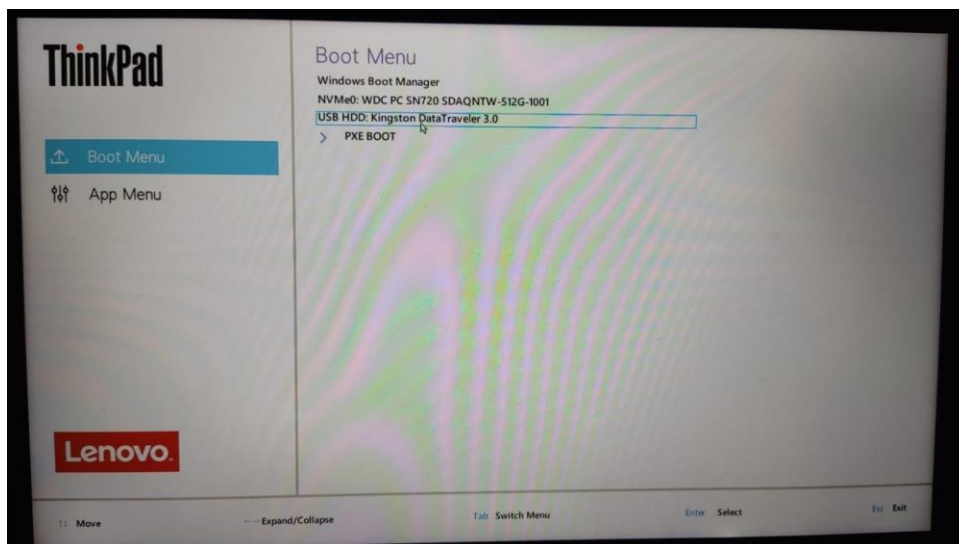 ThinkPad
Boot Menu
App Menu
Lenovo.
Boot Menu
Windows Boot Manager
NVMe0: WDC PC SN720 SDAQNTW-512G-1001
USB HDD: Kingston DataTraveler 3.0
PXE BOOT
↑↓ Move
Expand/Collapse
Tab Switch Menu
Enter Select
Esc Exit